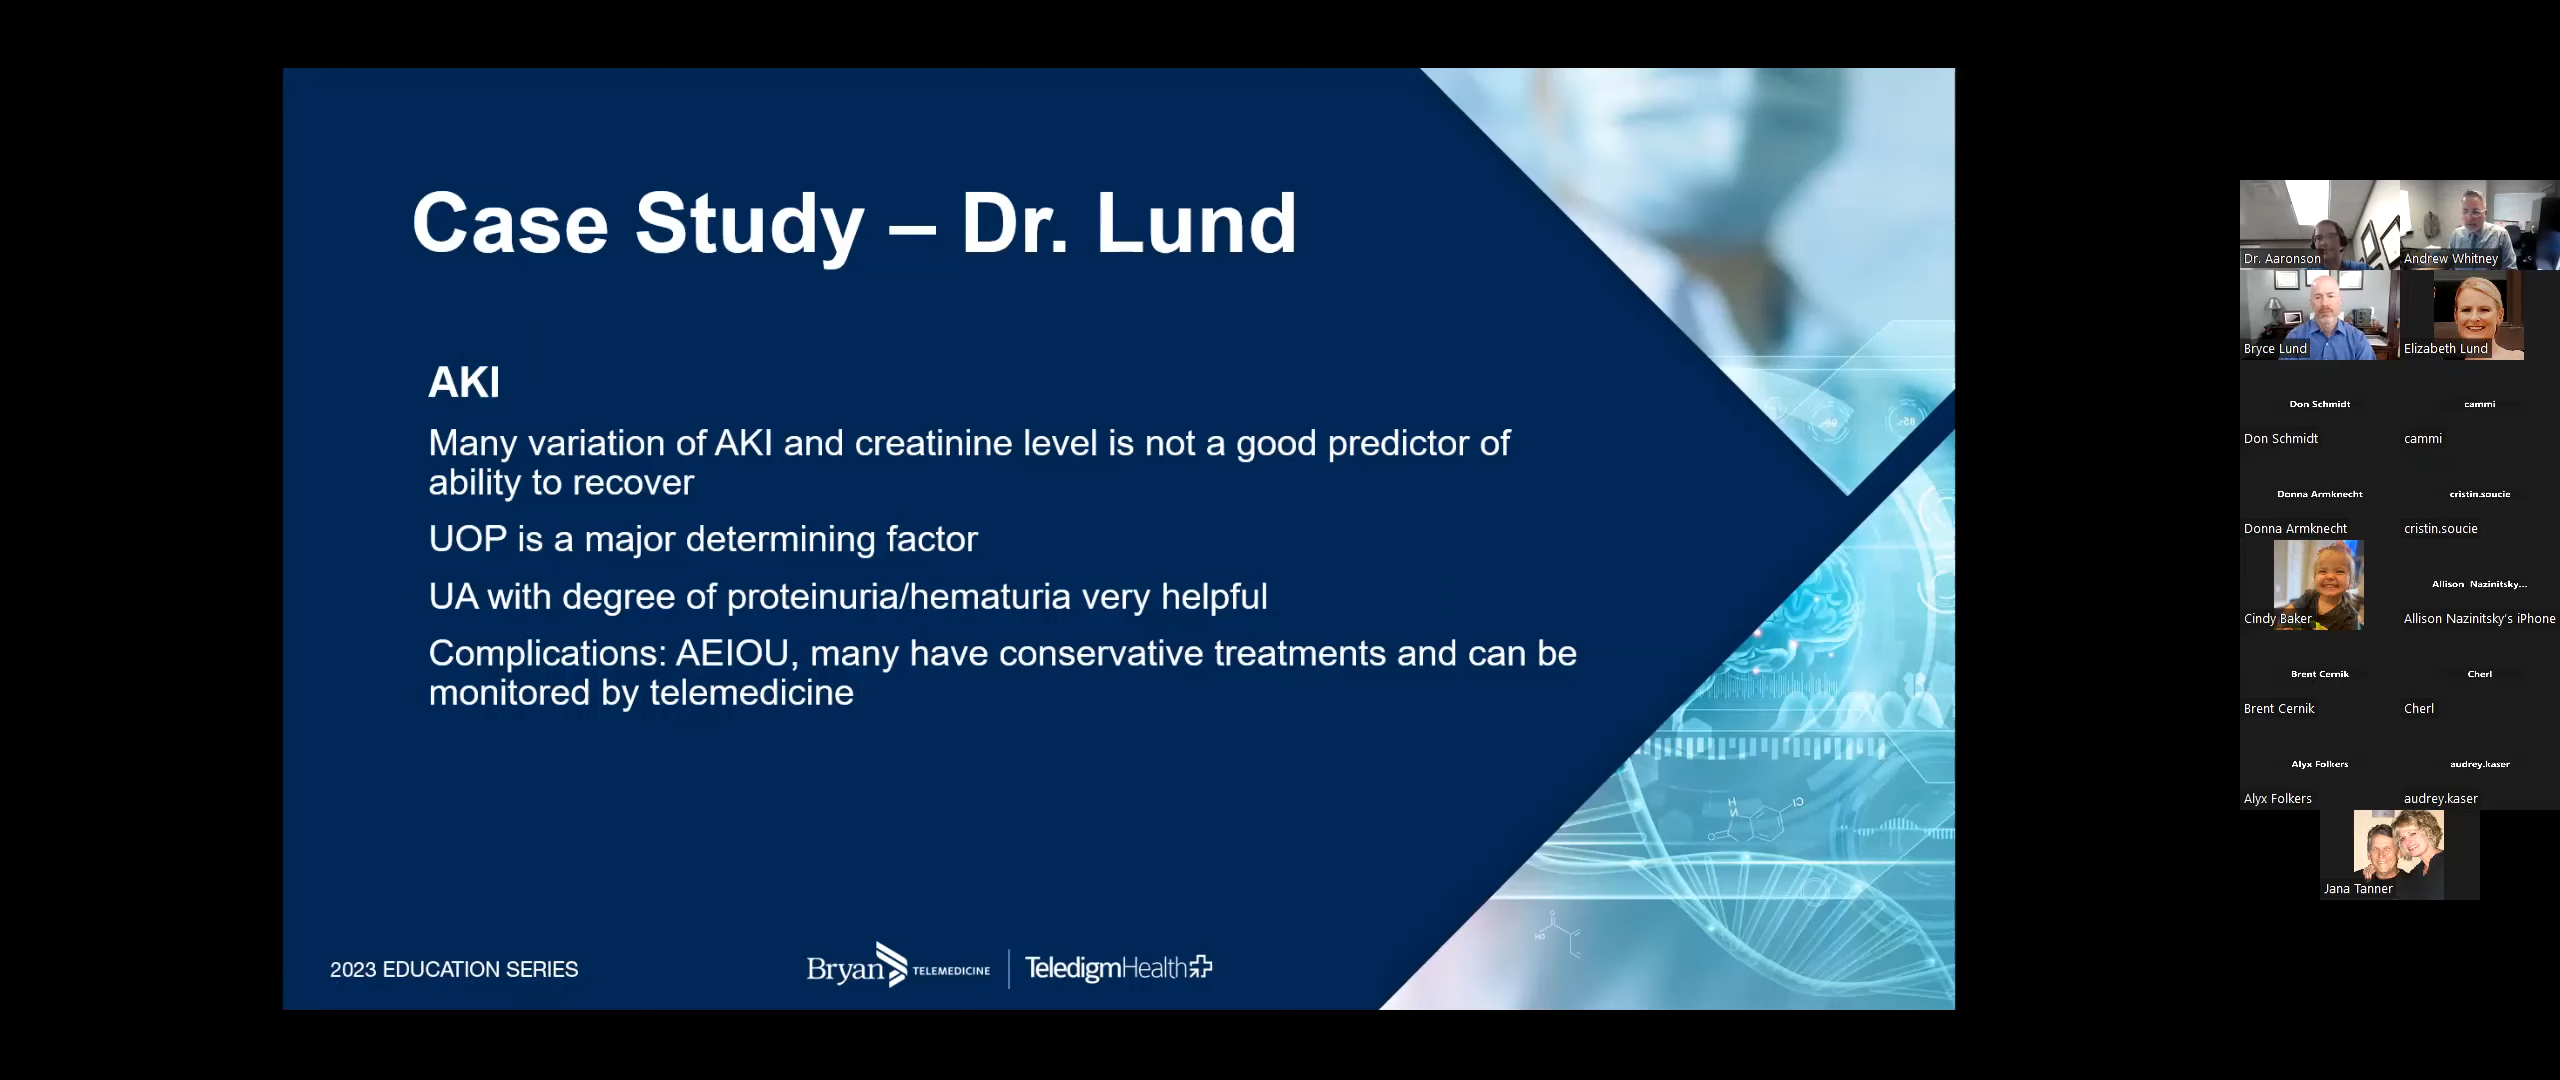 Case Study – Dr. Lund
AKI
Many variation of AKI and creatinine level is not a good predictor of
ability to recover
UOP is a major determining factor
UA with degree of proteinuria/hematuria very helpful
Complications: AEIOU, many have conservative treatments and can be
monitored by telemedicine
2023 EDUCATION SERIES
Bryan TELEMEDICINE
TeledigmHealth
Dr. Aaronson
Andrew Whitney
Bryce Lund
Elizabeth Lund
Don Schmidt
cammi
Don Schmidt
cammi
Donna Armknecht
cristin.soucie
Donna Armknecht
cristin.soucie
Cindy Baker
Allison Nazinitsky...
Allison Nazinitsky's iPhone
Brent Cernik
Cherl
Brent Cernik
Cherl
Alyx Folkers
audrey.kaser
Alyx Folkers
audrey.kaser
Jana Tanner